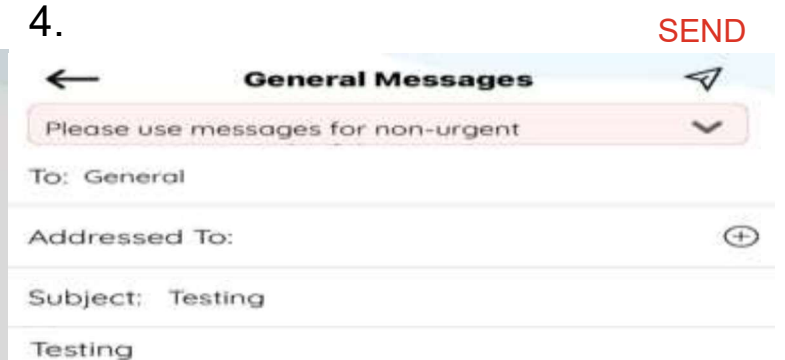 4.
SEND
General Messages
Please use messages for non-urgent
To: General
Addressed To:
Subject: Testing
Testing